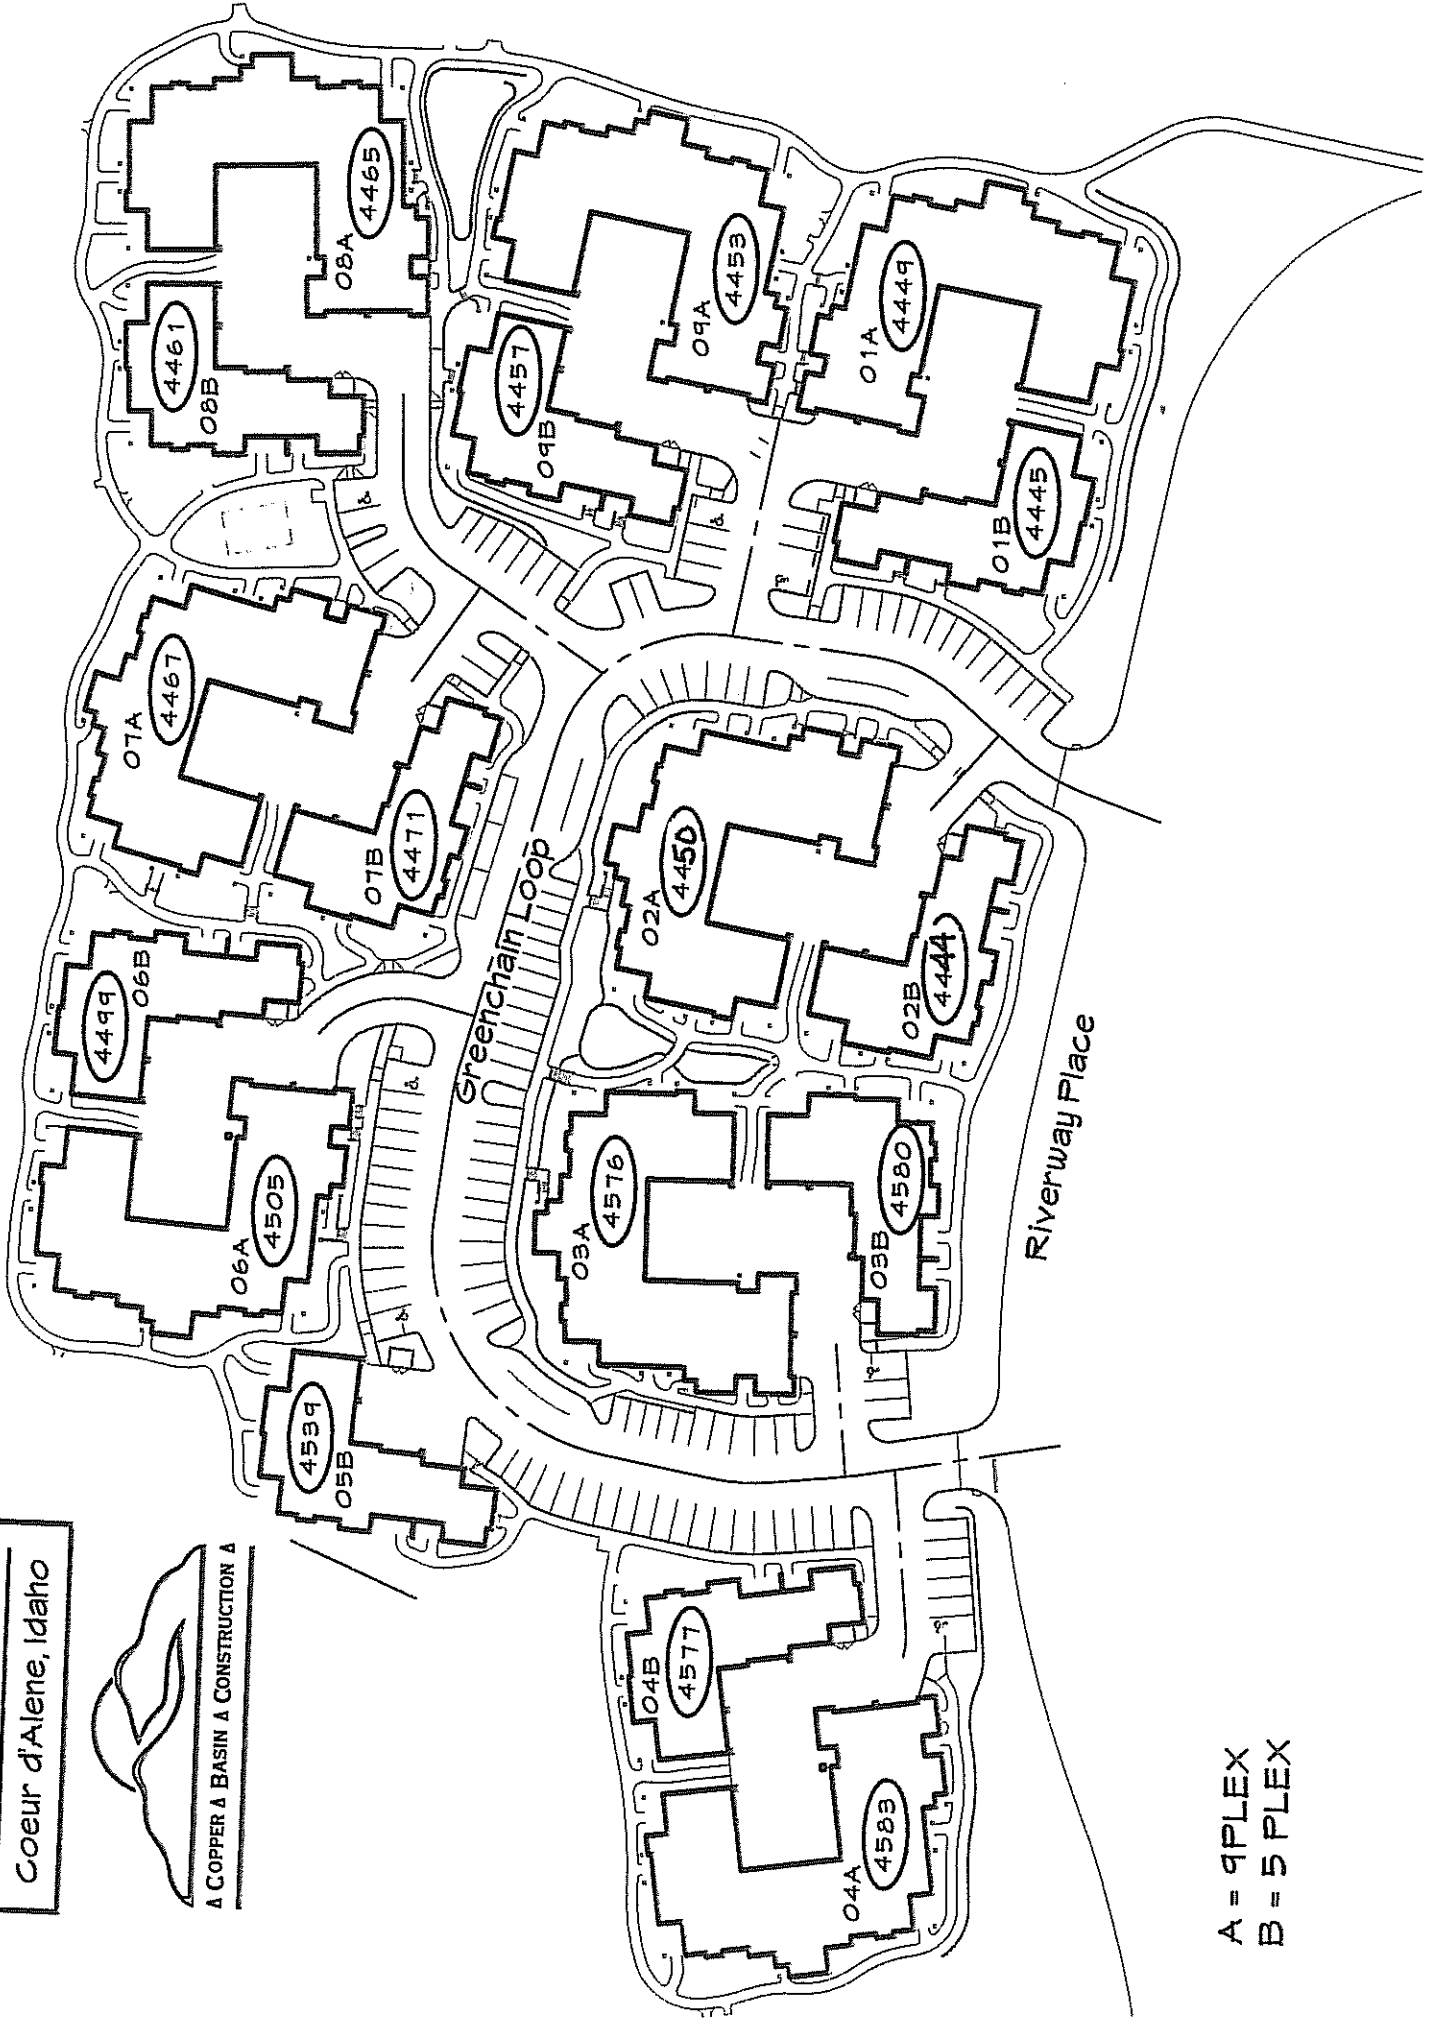 Coeur d'Alene, Idaho
Δ COPPER Δ BASIN Δ CONSTRUCTION Δ
4461
08B
4465
08A
4467
07A
4471
07B
4499
06B
4505
06A
4539
05B
4457
09B
4453
09A
4449
01A
4445
01B
4450
02A
4444
02B
4576
03A
4580
03B
4577
04B
4583
04A
Greenchain Loop
Riverway Place
A = 9PLEX
B = 5 PLEX